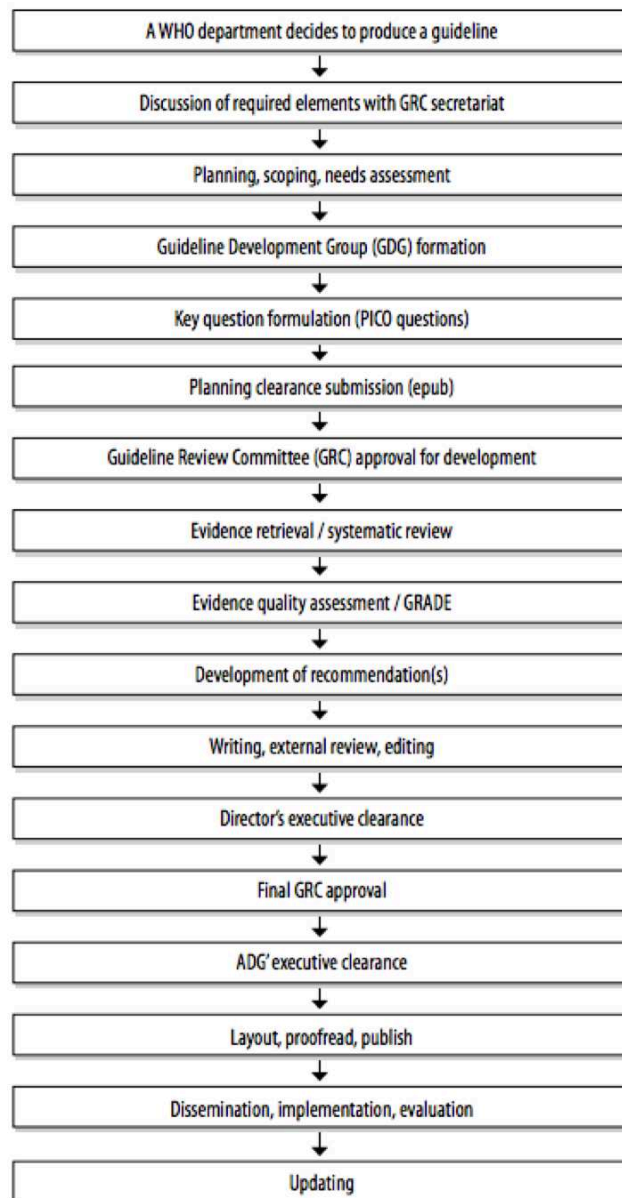 A WHO department decides to produce a guideline
Discussion of required elements with GRC secretariat
Planning, scoping, needs assessment
Guideline Development Group (GDG) formation
Key question formulation (PICO questions)
Planning clearance submission (epub)
Guideline Review Committee (GRC) approval for development
Evidence retrieval / systematic review
Evidence quality assessment / GRADE
Development of recommendation(s)
Writing, external review, editing
Director’s executive clearance
Final GRC approval
ADG’ executive clearance
Layout, proofread, publish
Dissemination, implementation, evaluation
Updating